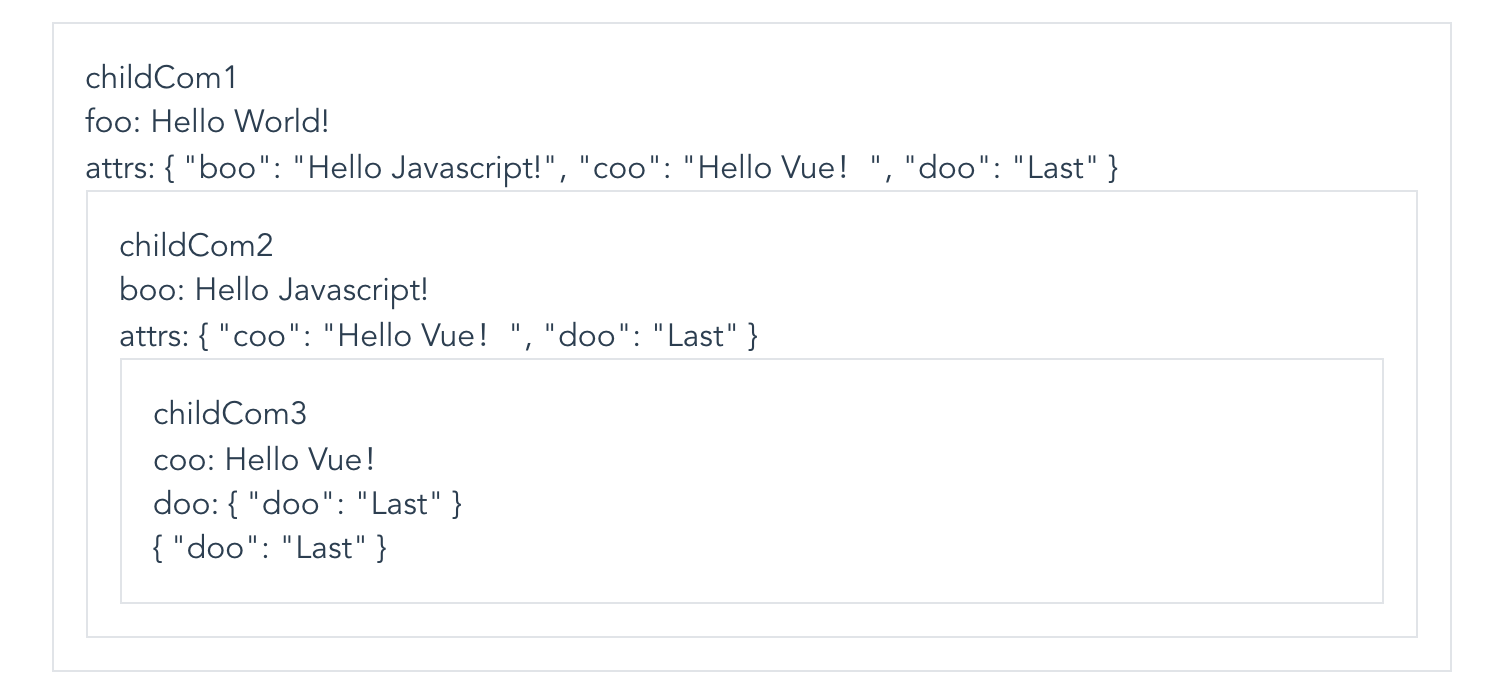 childCom1
foo: Hello World!
attrs: { "boo": "Hello Javascript!", "coo": "Hello Vue！ ", "doo": "Last" }
childCom2
boo: Hello Javascript!
attrs: { "coo": "Hello Vue！ ", "doo": "Last" }
childCom3
coo: Hello Vue！
doo: { "doo": "Last" }
{ "doo": "Last" }